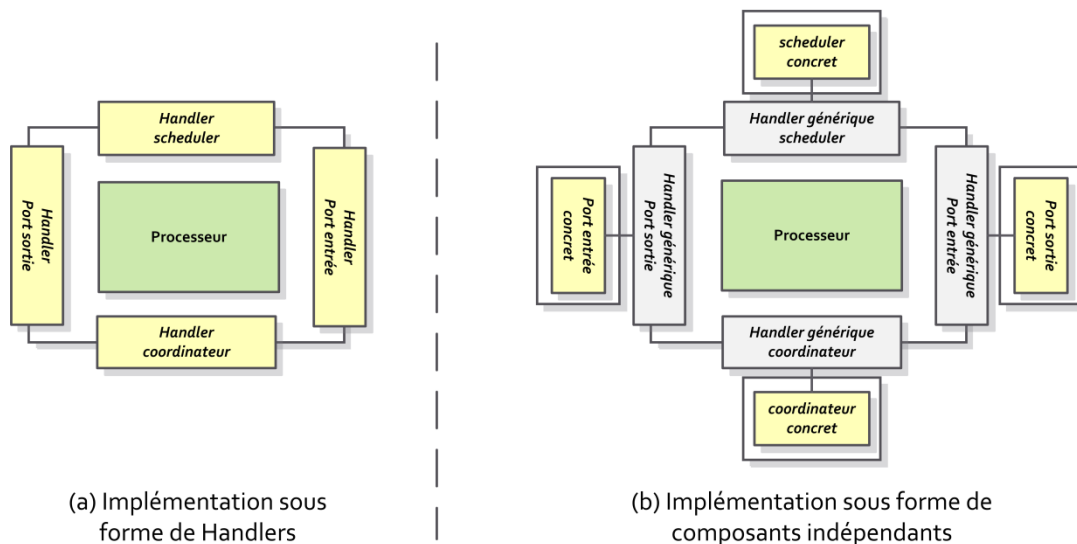 Handler
scheduler
Handler
Port sortie
Processeur
Handler
Port entrée
Handler
coordinateur
(a) Implémentation sous
forme de Handlers
scheduler
concret
Handler générique
scheduler
Port entrée
concret
Handler générique
Port sortie
Processeur
Handler générique
Port entrée
Port sortie
concret
Handler générique
coordinateur
coordinateur
concret
(b) Implémentation sous forme de
composants indépendants